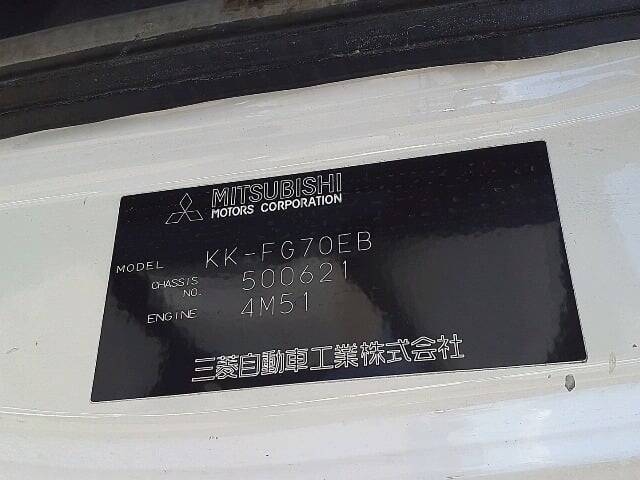 MITSUBISHI
MOTORS CORPORATION
MODEL KK-FG70EB
CHASSIS NO. 500621
ENGINE 4M51
三菱自動車工業株式会社